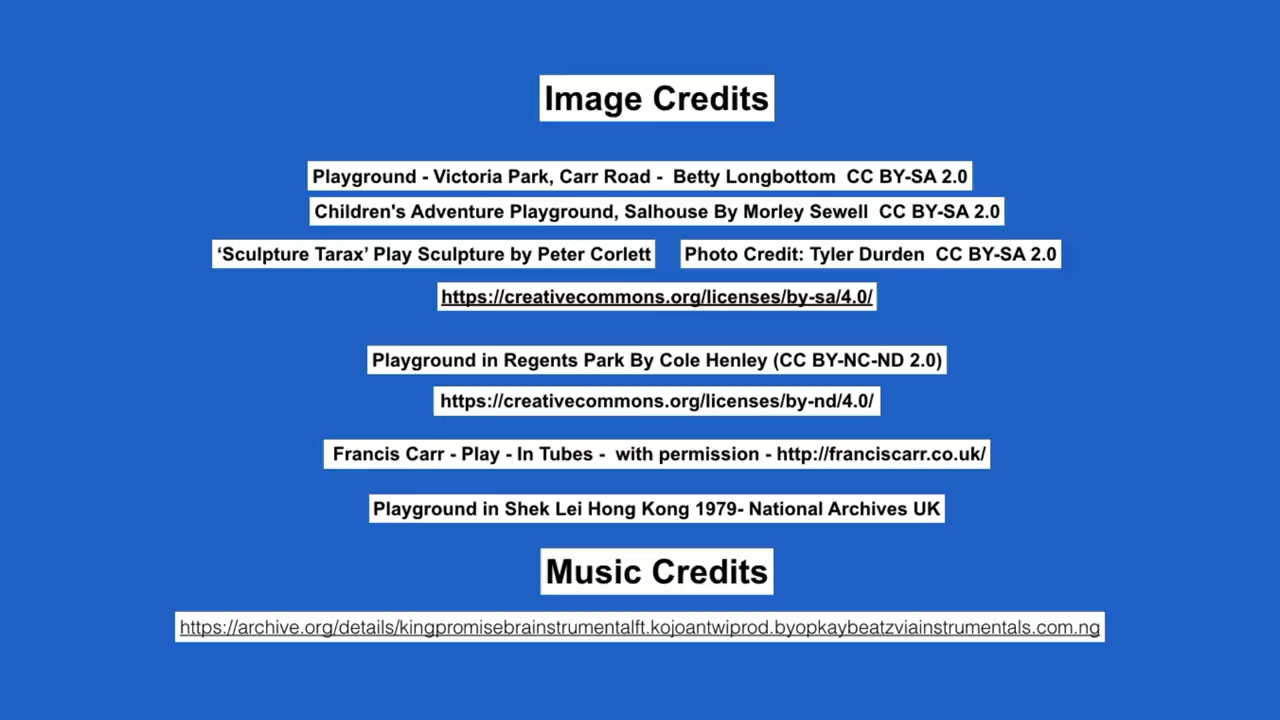 Image Credits
Playground - Victoria Park, Carr Road -  Betty Longbottom  CC BY-SA 2.0
Children's Adventure Playground, Salhouse By Morley Sewell  CC BY-SA 2.0
‘Sculpture Tarax’ Play Sculpture by Peter Corlett    Photo Credit: Tyler Durden  CC BY-SA 2.0
https://creativecommons.org/licenses/by-sa/4.0/
Playground in Regents Park By Cole Henley (CC BY-NC-ND 2.0)
https://creativecommons.org/licenses/by-nd/4.0/
Francis Carr - Play - In Tubes -  with permission - http://franciscarr.co.uk/
Playground in Shek Lei Hong Kong 1979- National Archives UK
Music Credits
https://archive.org/details/kingpromisebrainstrumentalft.kojoantwiprod.byopkaybeatzviainstrumentals.com.ng